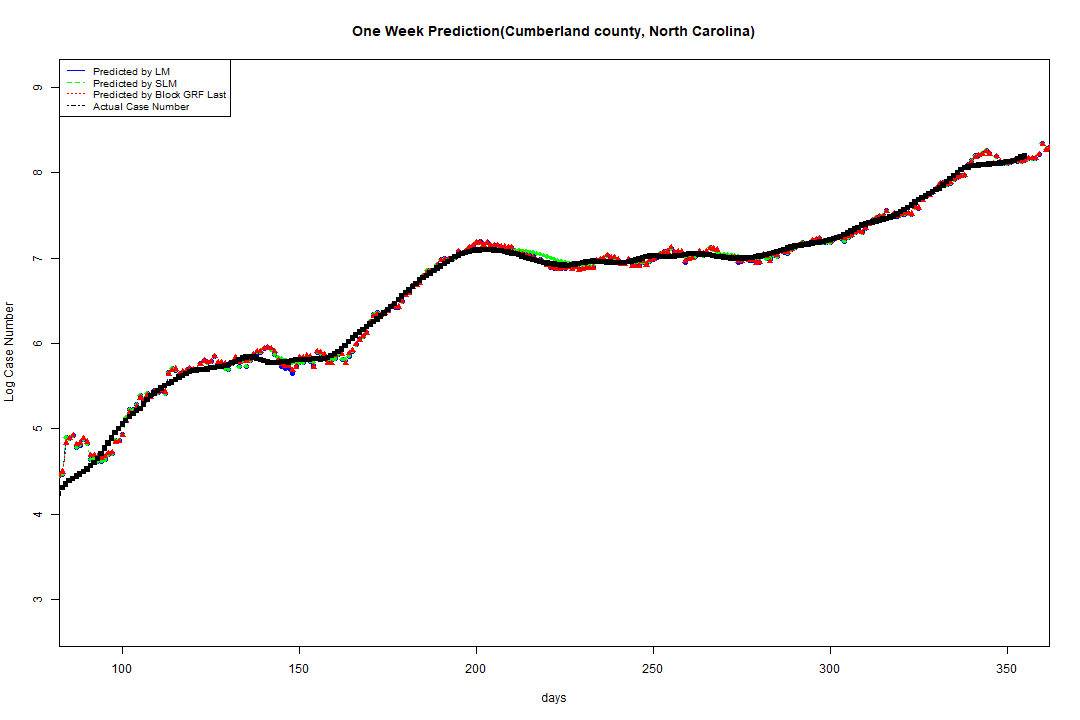 One Week Prediction(Cumberland county, North Carolina)
Predicted by LM
Predicted by SLM
Predicted by Block GRF Last
Actual Case Number
9
8
7
6
5
4
3
Log Case Number
100 150 200 250 300 350
days